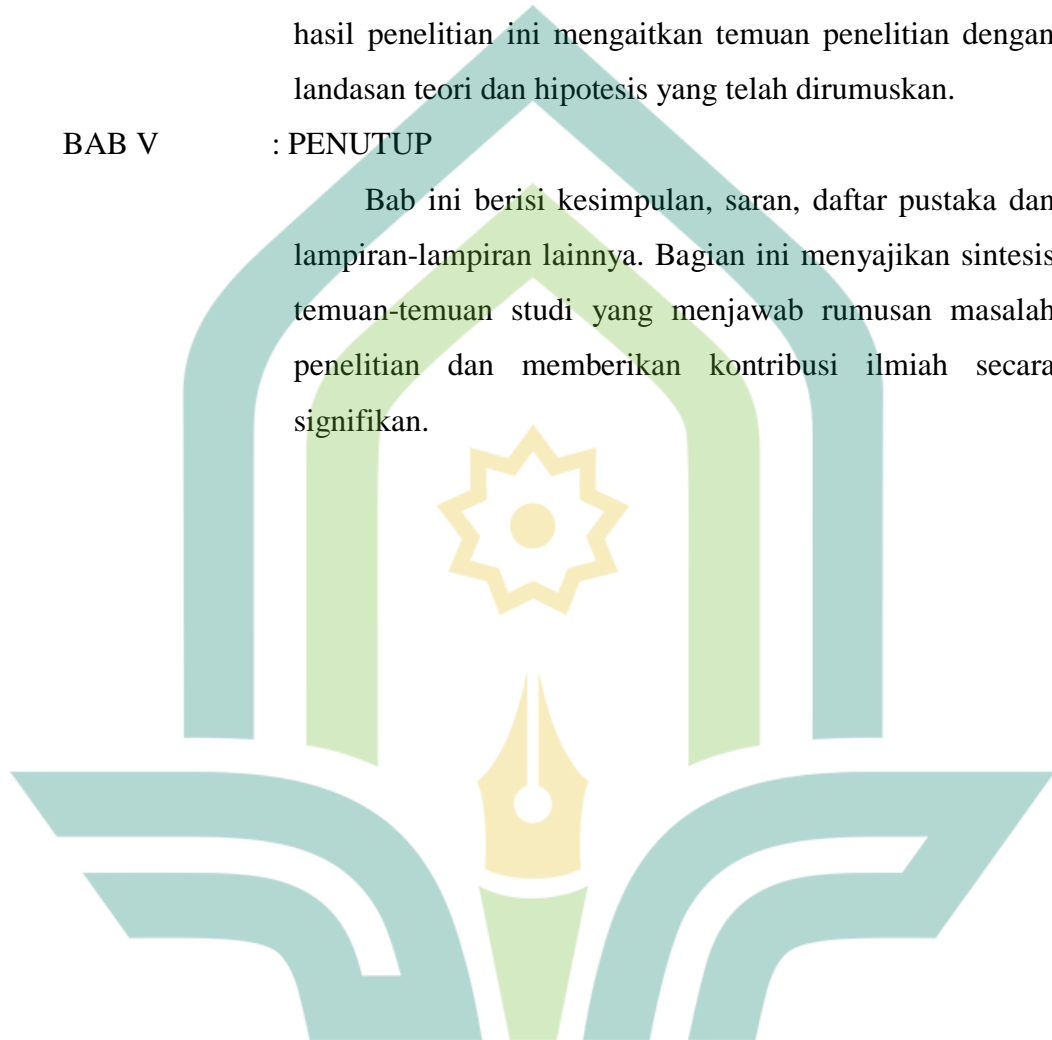 hasil penelitian ini mengaitkan temuan penelitian dengan
landasan teori dan hipotesis yang telah dirumuskan.
BAB V : PENUTUP
Bab ini berisi kesimpulan, saran, daftar pustaka dan
lampiran-lampiran lainnya. Bagian ini menyajikan sintesis
temuan-temuan studi yang menjawab rumusan masalah
penelitian dan memberikan kontribusi ilmiah secara
signifikan.